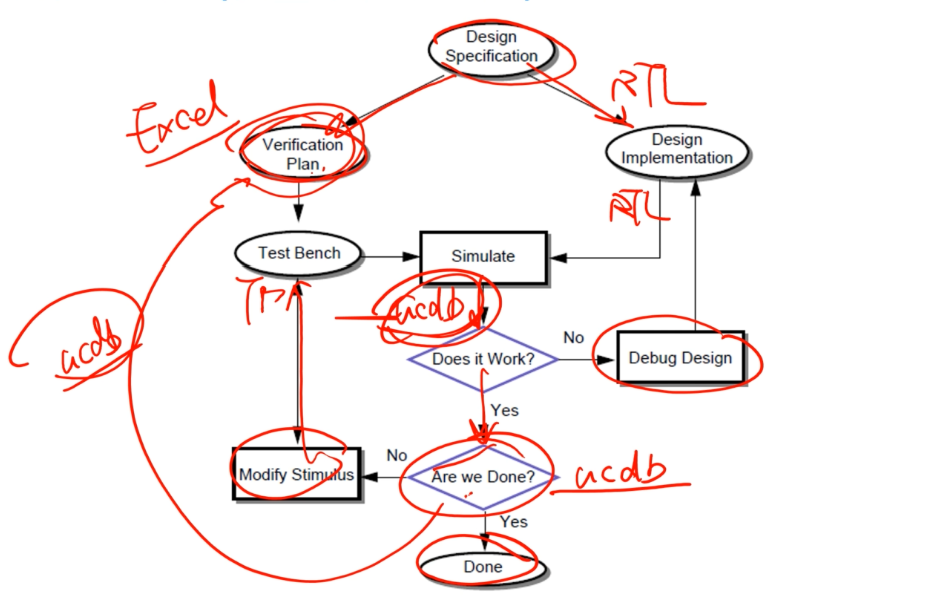 Design
Specification
RTL
Excel
Verification
Plan
Design
Implementation
RTL
Test Bench
Simulate
ucdb
ucdb
Does it Work?
No
Debug Design
Yes
No
Modify Stimulus
Are we Done?
ucdb
Yes
Done